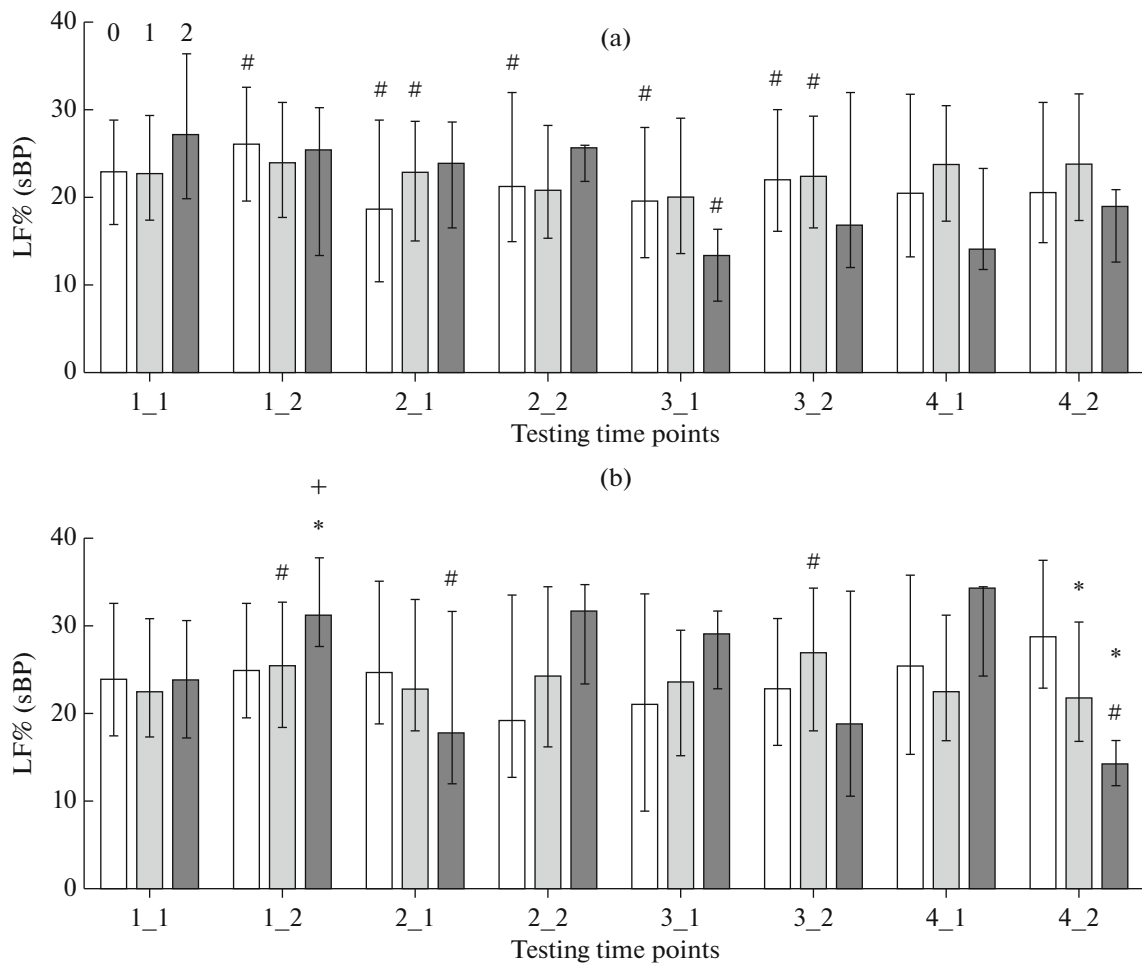 (a)
40
0 1 2
# # # # # # # #
30
20
#
10
0
LF% (sBP)
1_1 1_2 2_1 2_2 3_1 3_2 4_1 4_2
Testing time points
(b)
+
40
*
# # # *
30
*
20
#
10
0
LF% (sBP)
1_1 1_2 2_1 2_2 3_1 3_2 4_1 4_2
Testing time points